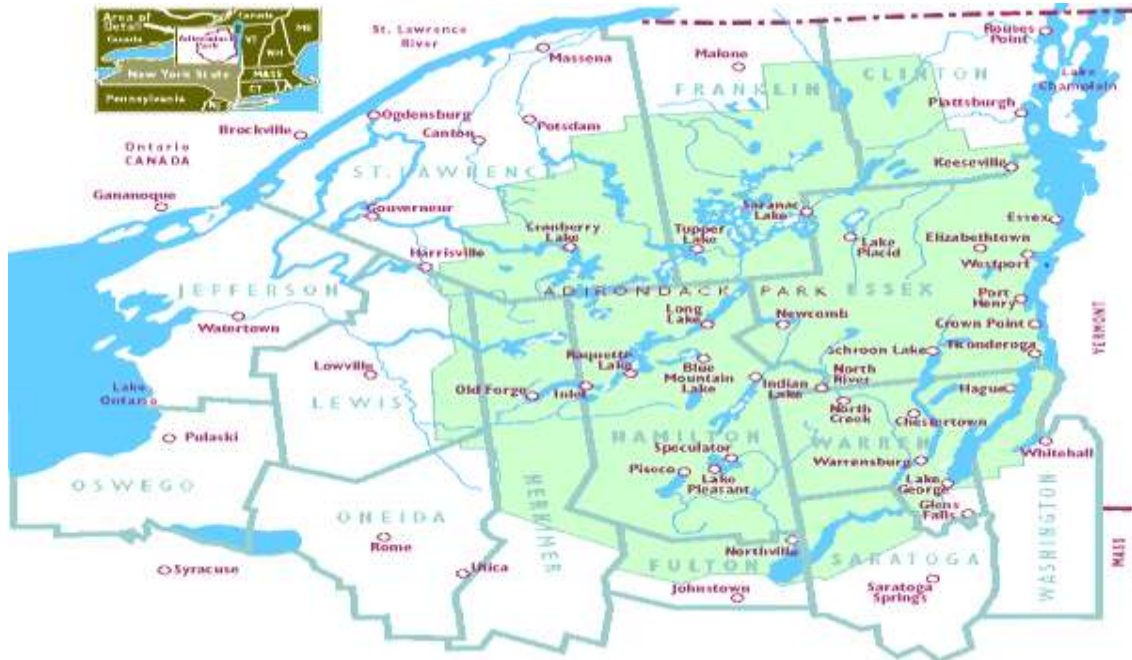 Area of
Detail
Canada
Canada
Adirondack
Park
VT
ME
NH
New York State
MASS
CT
Pennsylvania
St. Lawrence
River
Massena
Malone
Rouses
Point
FRANKLIN
CLINTON
Lake
Champlain
Plattsburgh
Ogdensburg
Brockville
Canton
Potsdam
Ontario
CANADA
ST. LAWRENCE
Keeseville
Gananoque
Gouverneur
Saranac
Lake
Essex
Cranberry
Lake
Tupper
Lake
Lake
Placid
Elizabethtown
Westport
Harrisville
JEFFERSON
ADIRONDACK PARK
ESSEX
Port
Henry
Watertown
Long
Lake
Newcomb
Crown Point
VERMONT
Schroon Lake
Ticonderoga
Lowville
Raquette
Lake
Blue
Mountain
Lake
Indian
Lake
North
River
Hague
Lake
Ontario
LEWIS
Old Forge
Inlet
North
Creek
Chestertown
Pulaski
HAMILTON
WARREN
Whitehall
Speculator
Warrensburg
Piseco
Lake
Pleasant
Lake
George
OSWEGO
Glens
Falls
ONEIDA
HERKIMER
WASHINGTON
Rome
Northville
MASS
Syracuse
Utica
FULTON
SARATOGA
Johnstown
Saratoga
Springs